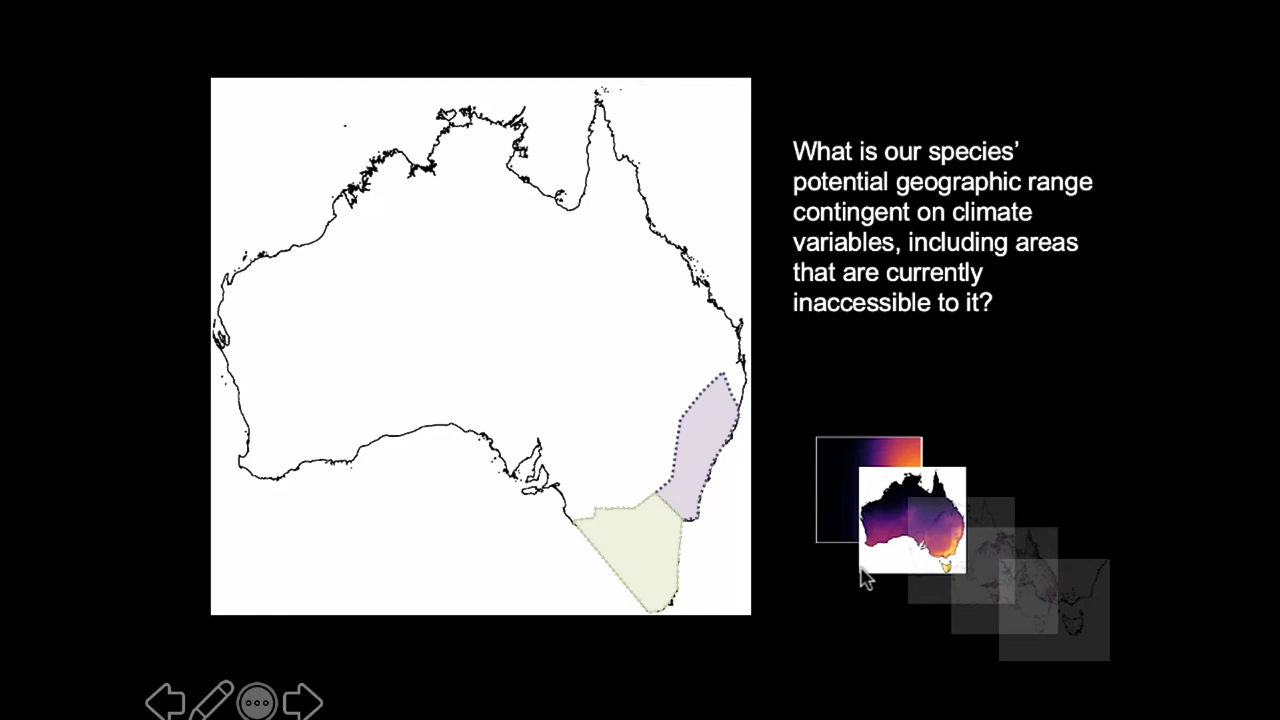 What is our species’
potential geographic range
contingent on climate
variables, including areas
that are currently
inaccessible to it?